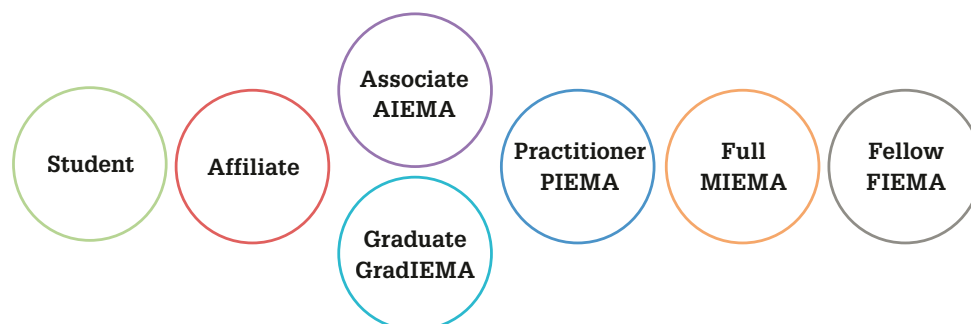 Student
Affiliate
Associate
AIEMA
Graduate
GradIEMA
Practitioner
PIEMA
Full
MIEMA
Fellow
FIEMA